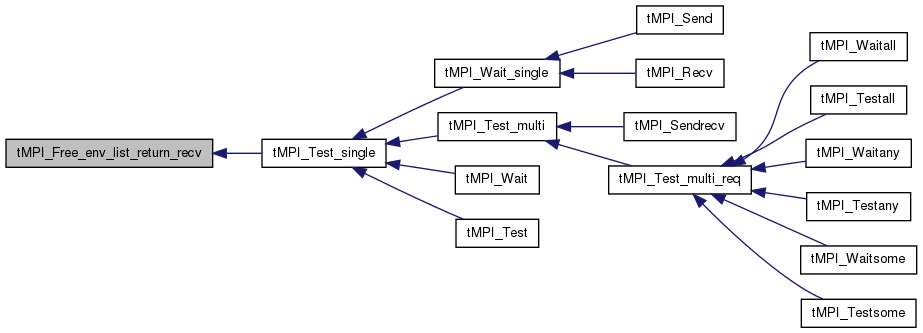 tMPI_Free_env_list_return_recv
tMPI_Test_single
tMPI_Wait_single
tMPI_Test_multi
tMPI_Wait
tMPI_Test
tMPI_Send
tMPI_Recv
tMPI_Sendrecv
tMPI_Test_multi_req
tMPI_Waitall
tMPI_Testall
tMPI_Waitany
tMPI_Testany
tMPI_Waitsome
tMPI_Testsome